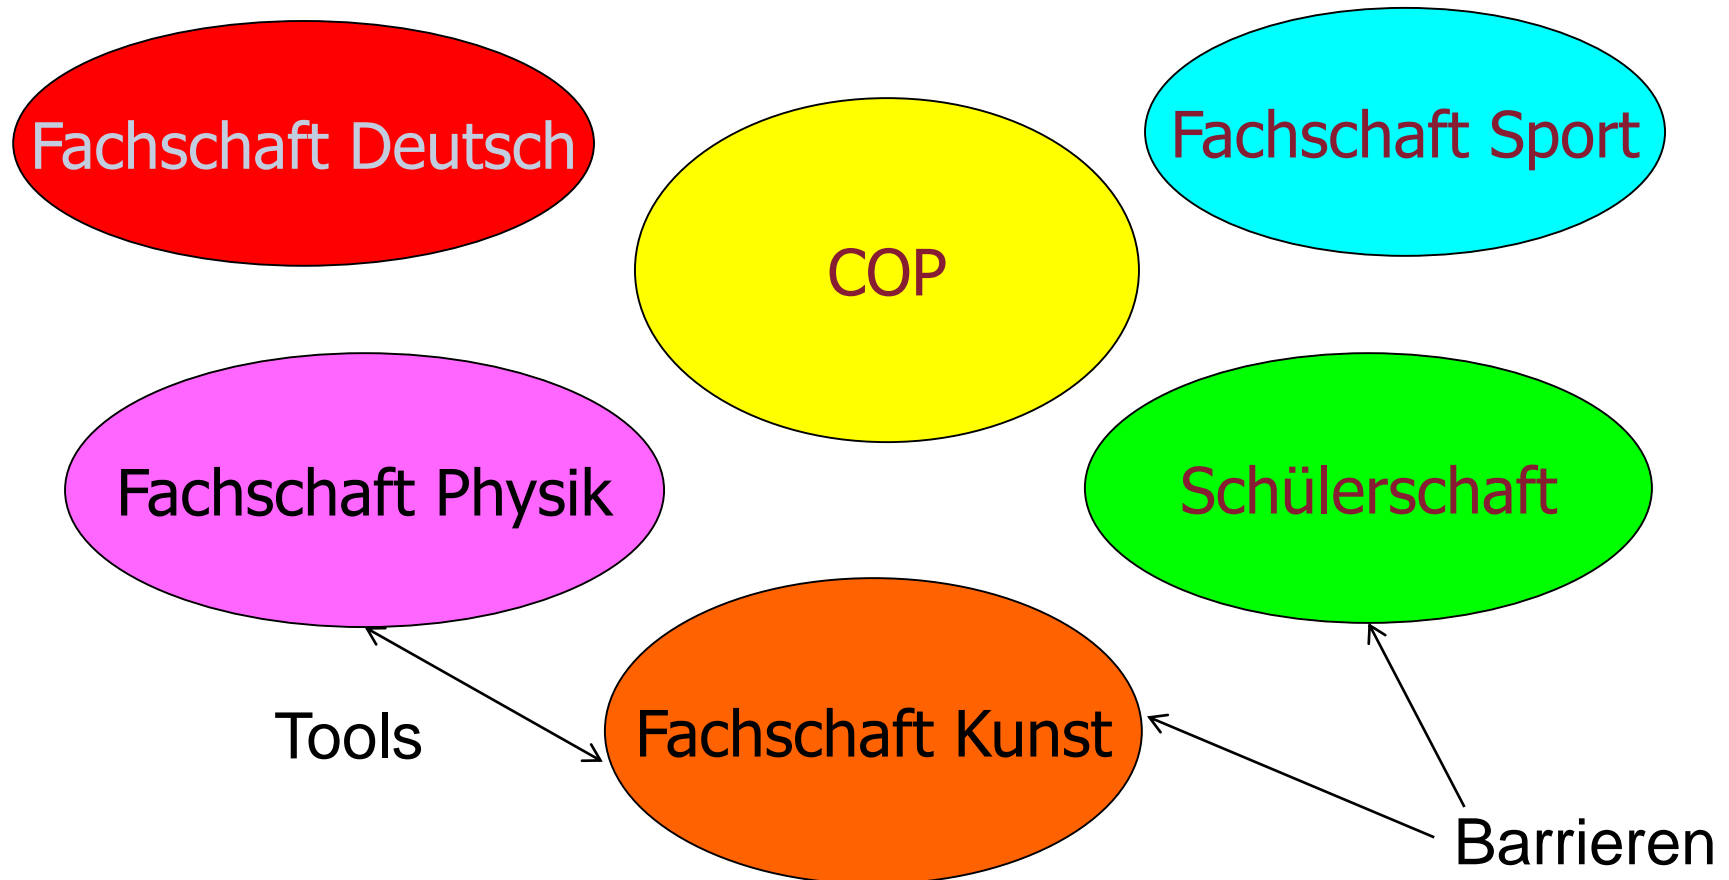 Fachschaft Deutsch
Fachschaft Sport
COP
Fachschaft Physik
Schülerschaft
Tools
Fachschaft Kunst
Barrieren